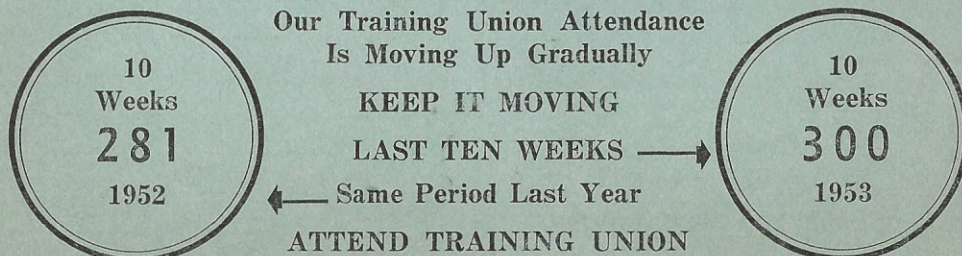 Our Training Union Attendance
Is Moving Up Gradually
10
Weeks
281
1952
KEEP IT MOVING
LAST TEN WEEKS
Same Period Last Year
ATTEND TRAINING UNION
10
Weeks
300
1953